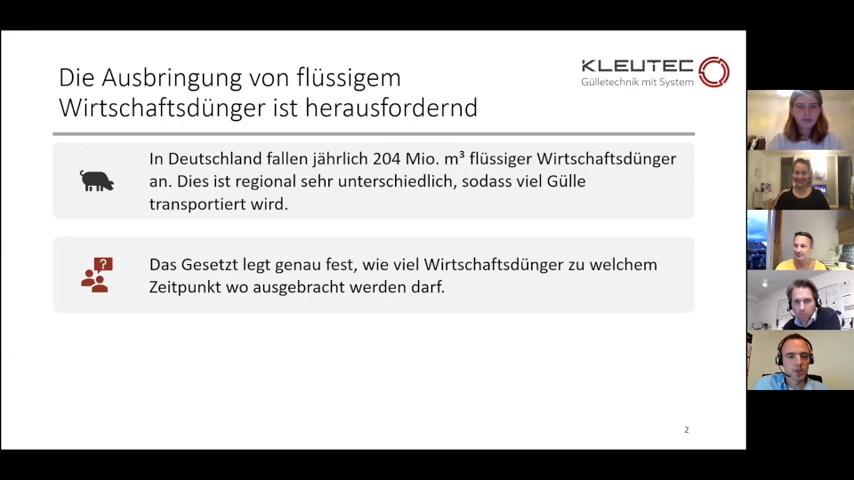 Die Ausbringung von flüssigem
Wirtschaftsdünger ist herausfordernd
KLEUTEC
Gülletechnik mit System
In Deutschland fallen jährlich 204 Mio. m³ flüssiger Wirtschaftsdünger
an. Dies ist regional sehr unterschiedlich, sodass viel Gülle
transportiert wird.
?
Das Gesetzt legt genau fest, wie viel Wirtschaftsdünger zu welchem
Zeitpunkt wo ausgebracht werden darf.
2